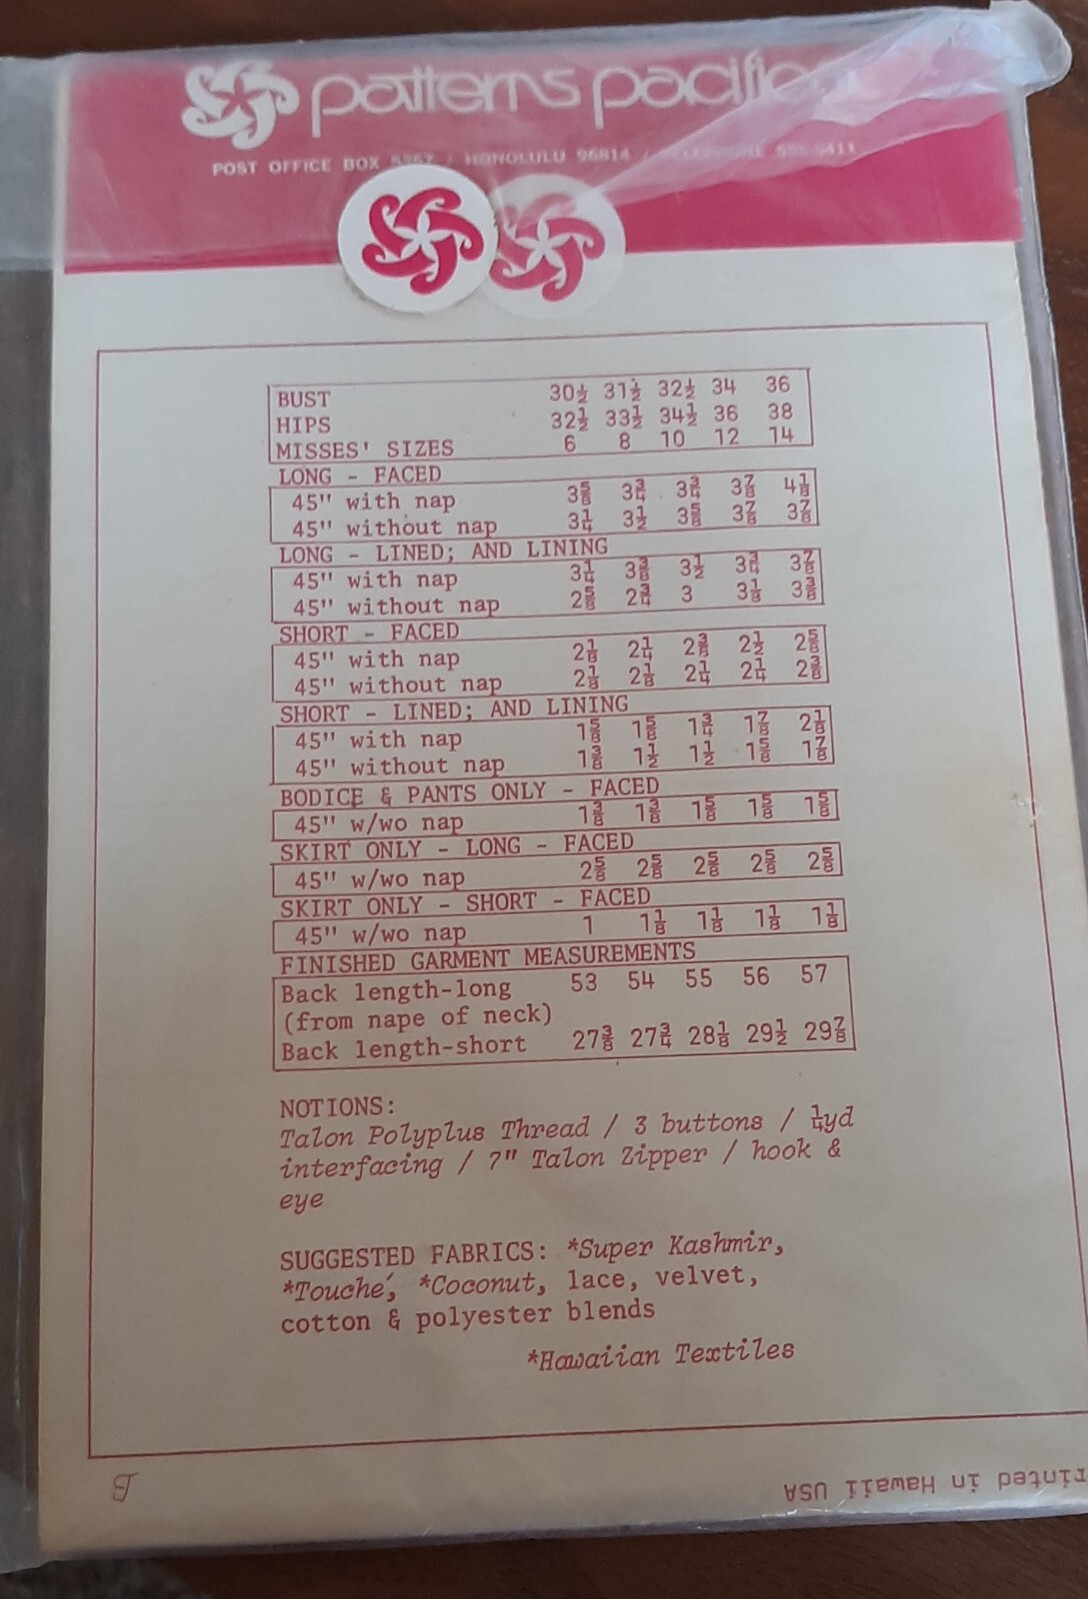 patterns pacifica
POST OFFICE BOX 5367 / HONOLULU 96814 /
BUST 30½ 31½ 32½ 34 36
HIPS 32½ 33½ 34½ 36 38
MISSES' SIZES 6 8 10 12 14
LONG - FACED
45" with nap 3⅝ 3¾ 3¾ 3⅞ 4⅛
45" without nap 3¼ 3½ 3⅝ 3⅞ 3⅞
LONG - LINED; AND LINING
45" with nap 3¼ 3⅜ 3½ 3¾ 3⅞
45" without nap 2⅝ 2¾ 3 3⅛ 3⅜
SHORT - FACED
45" with nap 2⅛ 2¼ 2⅜ 2½ 2⅝
45" without nap 2⅛ 2⅛ 2¼ 2¼ 2⅜
SHORT - LINED; AND LINING
45" with nap 1⅝ 1⅝ 1¾ 1⅞ 2⅛
45" without nap 1⅜ 1½ 1½ 1⅝ 1⅞
BODICE & PANTS ONLY - FACED
45" w/wo nap 1⅜ 1⅜ 1⅝ 1⅝ 1⅝
SKIRT ONLY - LONG - FACED
45" w/wo nap 2⅝ 2⅝ 2⅝ 2⅝ 2⅝
SKIRT ONLY - SHORT - FACED
45" w/wo nap 1 1⅛ 1⅛ 1⅛ 1⅛
FINISHED GARMENT MEASUREMENTS
Back length-long 53 54 55 56 57
(from nape of neck)
Back length-short 27⅜ 27¾ 28⅛ 29½ 29⅞
NOTIONS:
Talon Polyplus Thread / 3 buttons / ¼yd
interfacing / 7" Talon Zipper / hook &
eye
SUGGESTED FABRICS: *Super Kashmir,
*Touché, *Coconut, lace, velvet,
cotton & polyester blends
*Hawaiian Textiles
rinted in Hawaii USA